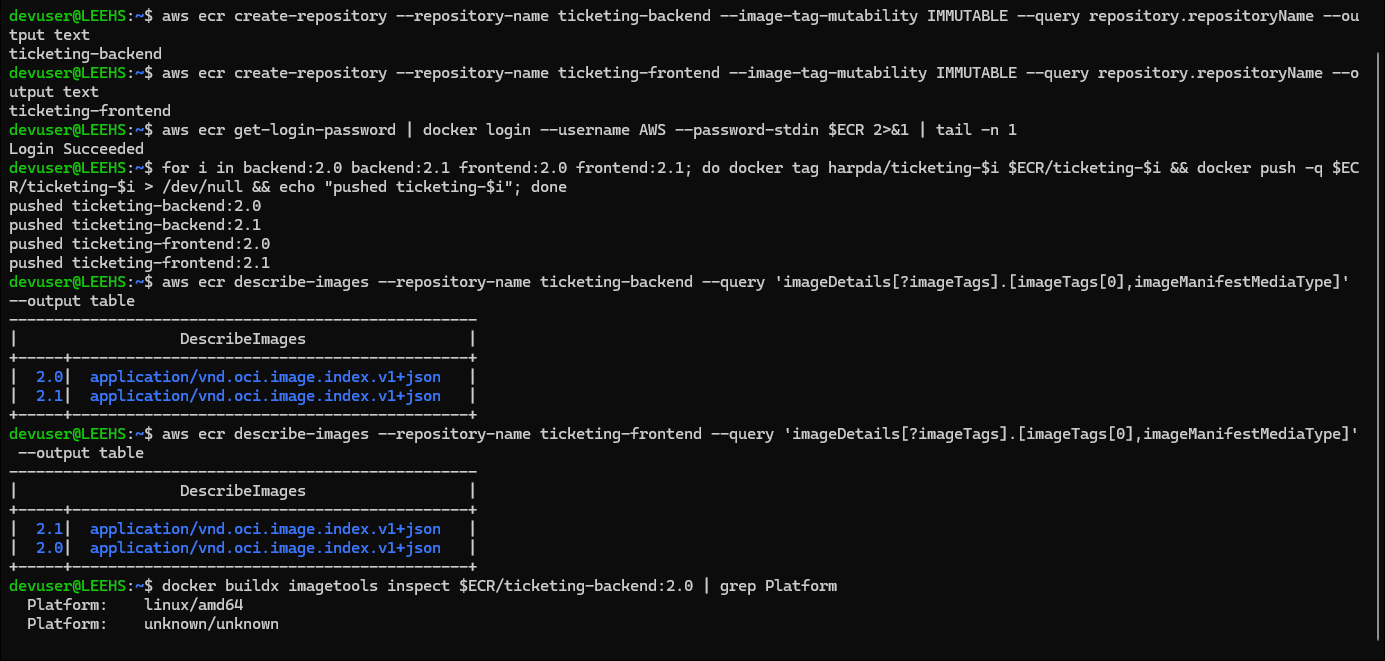 devuser@LEEHS:~$ aws ecr create-repository --repository-name ticketing-backend --image-tag-mutability IMMUTABLE --query repository.repositoryName --ou
tput text
ticketing-backend
devuser@LEEHS:~$ aws ecr create-repository --repository-name ticketing-frontend --image-tag-mutability IMMUTABLE --query repository.repositoryName --o
utput text
ticketing-frontend
devuser@LEEHS:~$ aws ecr get-login-password | docker login --username AWS --password-stdin $ECR 2>&1 | tail -n 1
Login Succeeded
devuser@LEEHS:~$ for i in backend:2.0 backend:2.1 frontend:2.0 frontend:2.1; do docker tag harpda/ticketing-$i $ECR/ticketing-$i && docker push -q $EC
R/ticketing-$i > /dev/null && echo "pushed ticketing-$i"; done
pushed ticketing-backend:2.0
pushed ticketing-backend:2.1
pushed ticketing-frontend:2.0
pushed ticketing-frontend:2.1
devuser@LEEHS:~$ aws ecr describe-images --repository-name ticketing-backend --query 'imageDetails[?imageTags].[imageTags[0],imageManifestMediaType]'
--output table
----------------------------------------------------
|                  DescribeImages                  |
+-----+--------------------------------------------+
|  2.0|  application/vnd.oci.image.index.v1+json   |
|  2.1|  application/vnd.oci.image.index.v1+json   |
+-----+--------------------------------------------+
devuser@LEEHS:~$ aws ecr describe-images --repository-name ticketing-frontend --query 'imageDetails[?imageTags].[imageTags[0],imageManifestMediaType]'
 --output table
----------------------------------------------------
|                  DescribeImages                  |
+-----+--------------------------------------------+
|  2.1|  application/vnd.oci.image.index.v1+json   |
|  2.0|  application/vnd.oci.image.index.v1+json   |
+-----+--------------------------------------------+
devuser@LEEHS:~$ docker buildx imagetools inspect $ECR/ticketing-backend:2.0 | grep Platform
  Platform:    linux/amd64
  Platform:    unknown/unknown